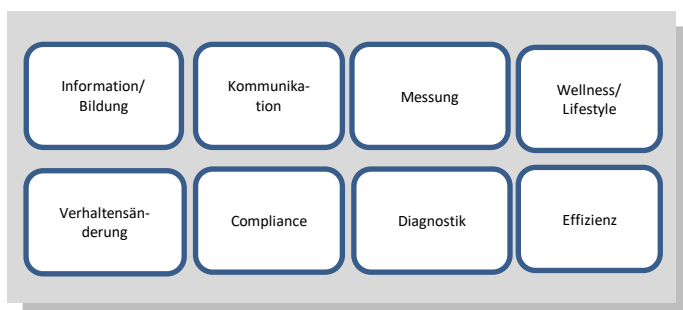 Information/
Bildung
Kommunika-
tion
Messung
Wellness/
Lifestyle
Verhaltensän-
derung
Compliance
Diagnostik
Effizienz